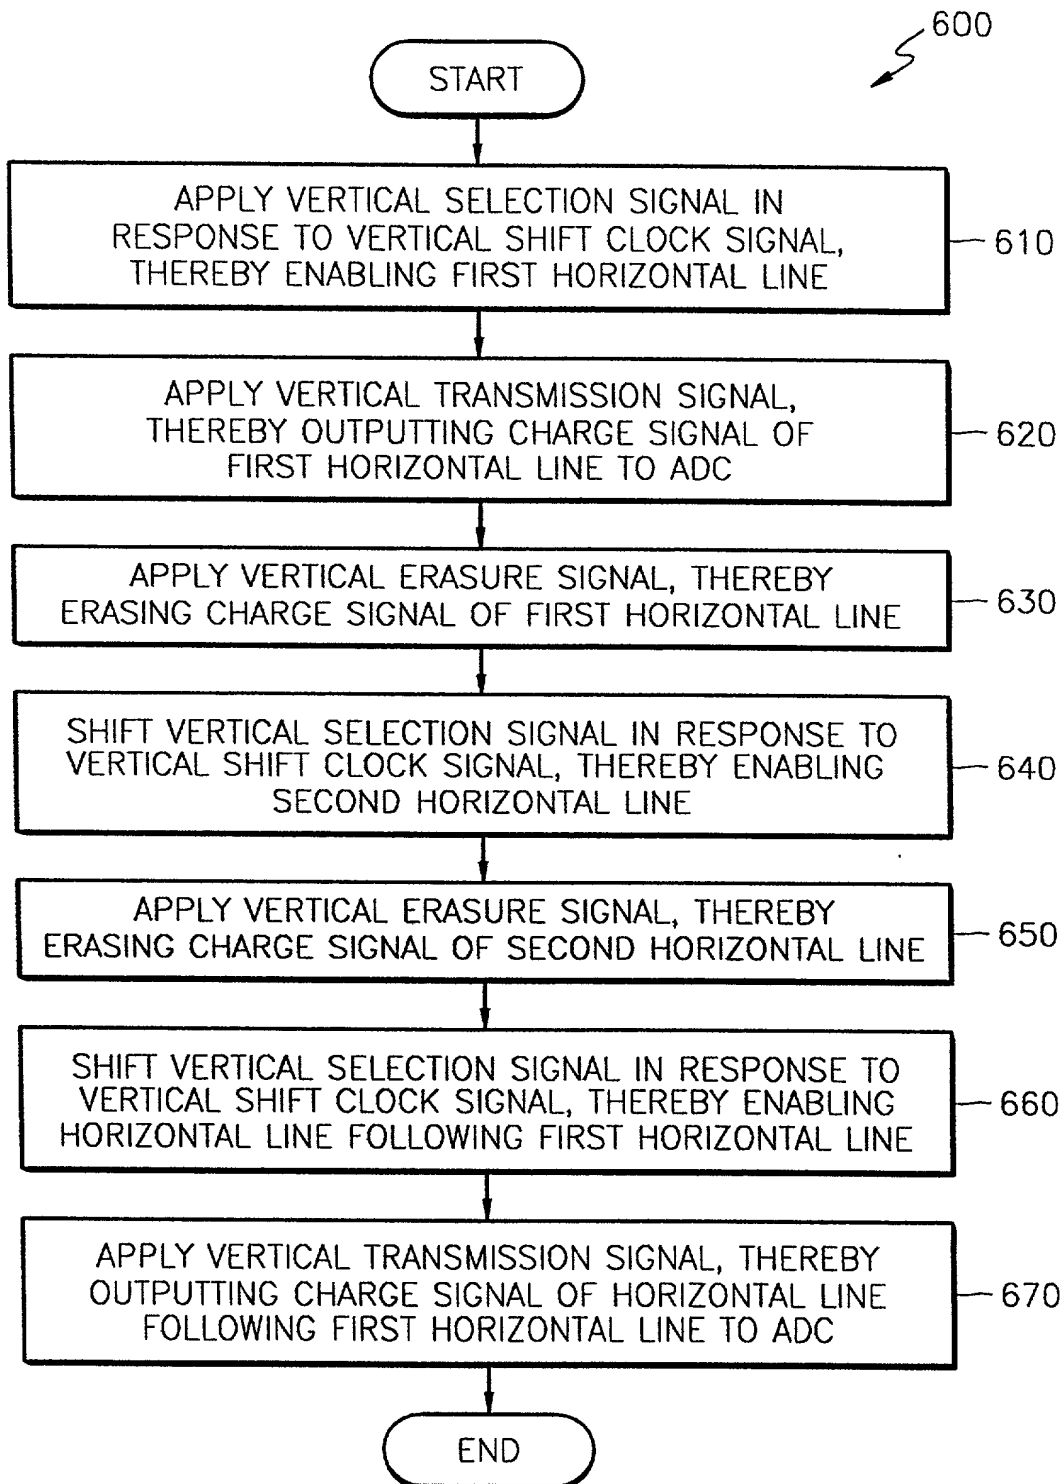 600
START
APPLY VERTICAL SELECTION SIGNAL IN
RESPONSE TO VERTICAL SHIFT CLOCK SIGNAL,
THEREBY ENABLING FIRST HORIZONTAL LINE
610
APPLY VERTICAL TRANSMISSION SIGNAL,
THEREBY OUTPUTTING CHARGE SIGNAL OF
FIRST HORIZONTAL LINE TO ADC
620
APPLY VERTICAL ERASURE SIGNAL, THEREBY
ERASING CHARGE SIGNAL OF FIRST HORIZONTAL LINE
630
SHIFT VERTICAL SELECTION SIGNAL IN RESPONSE TO
VERTICAL SHIFT CLOCK SIGNAL, THEREBY ENABLING
SECOND HORIZONTAL LINE
640
APPLY VERTICAL ERASURE SIGNAL, THEREBY
ERASING CHARGE SIGNAL OF SECOND HORIZONTAL LINE
650
SHIFT VERTICAL SELECTION SIGNAL IN RESPONSE TO
VERTICAL SHIFT CLOCK SIGNAL, THEREBY ENABLING
HORIZONTAL LINE FOLLOWING FIRST HORIZONTAL LINE
660
APPLY VERTICAL TRANSMISSION SIGNAL, THEREBY
OUTPUTTING CHARGE SIGNAL OF HORIZONTAL LINE
FOLLOWING FIRST HORIZONTAL LINE TO ADC
670
END